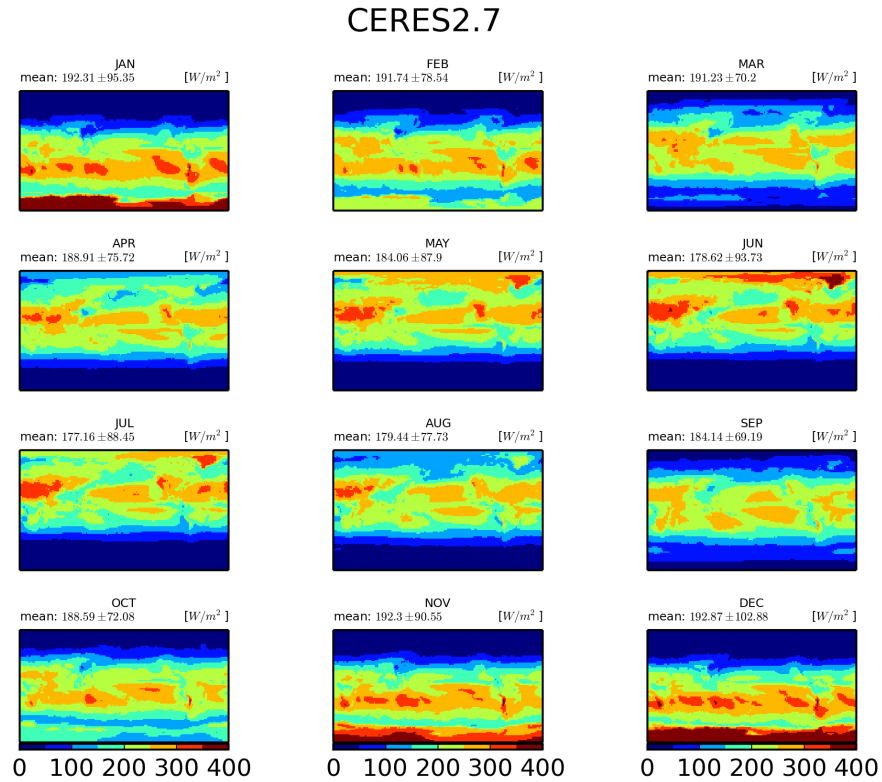 CERES2.7
JAN FEB MAR
mean: 192.31 ±95.35 [W/m² ] mean: 191.74 ±78.54 [W/m² ] mean: 191.23 ±70.2 [W/m² ]
APR MAY JUN
mean: 188.91 ±75.72 [W/m² ] mean: 184.06 ±87.9 [W/m² ] mean: 178.62 ±93.73 [W/m² ]
JUL AUG SEP
mean: 177.16 ±88.45 [W/m² ] mean: 179.44 ±77.73 [W/m² ] mean: 184.14 ±69.19 [W/m² ]
OCT NOV DEC
mean: 188.59 ±72.08 [W/m² ] mean: 192.3 ±90.55 [W/m² ] mean: 192.87 ±102.88 [W/m² ]
0 100 200 300 400 0 100 200 300 400 0 100 200 300 400